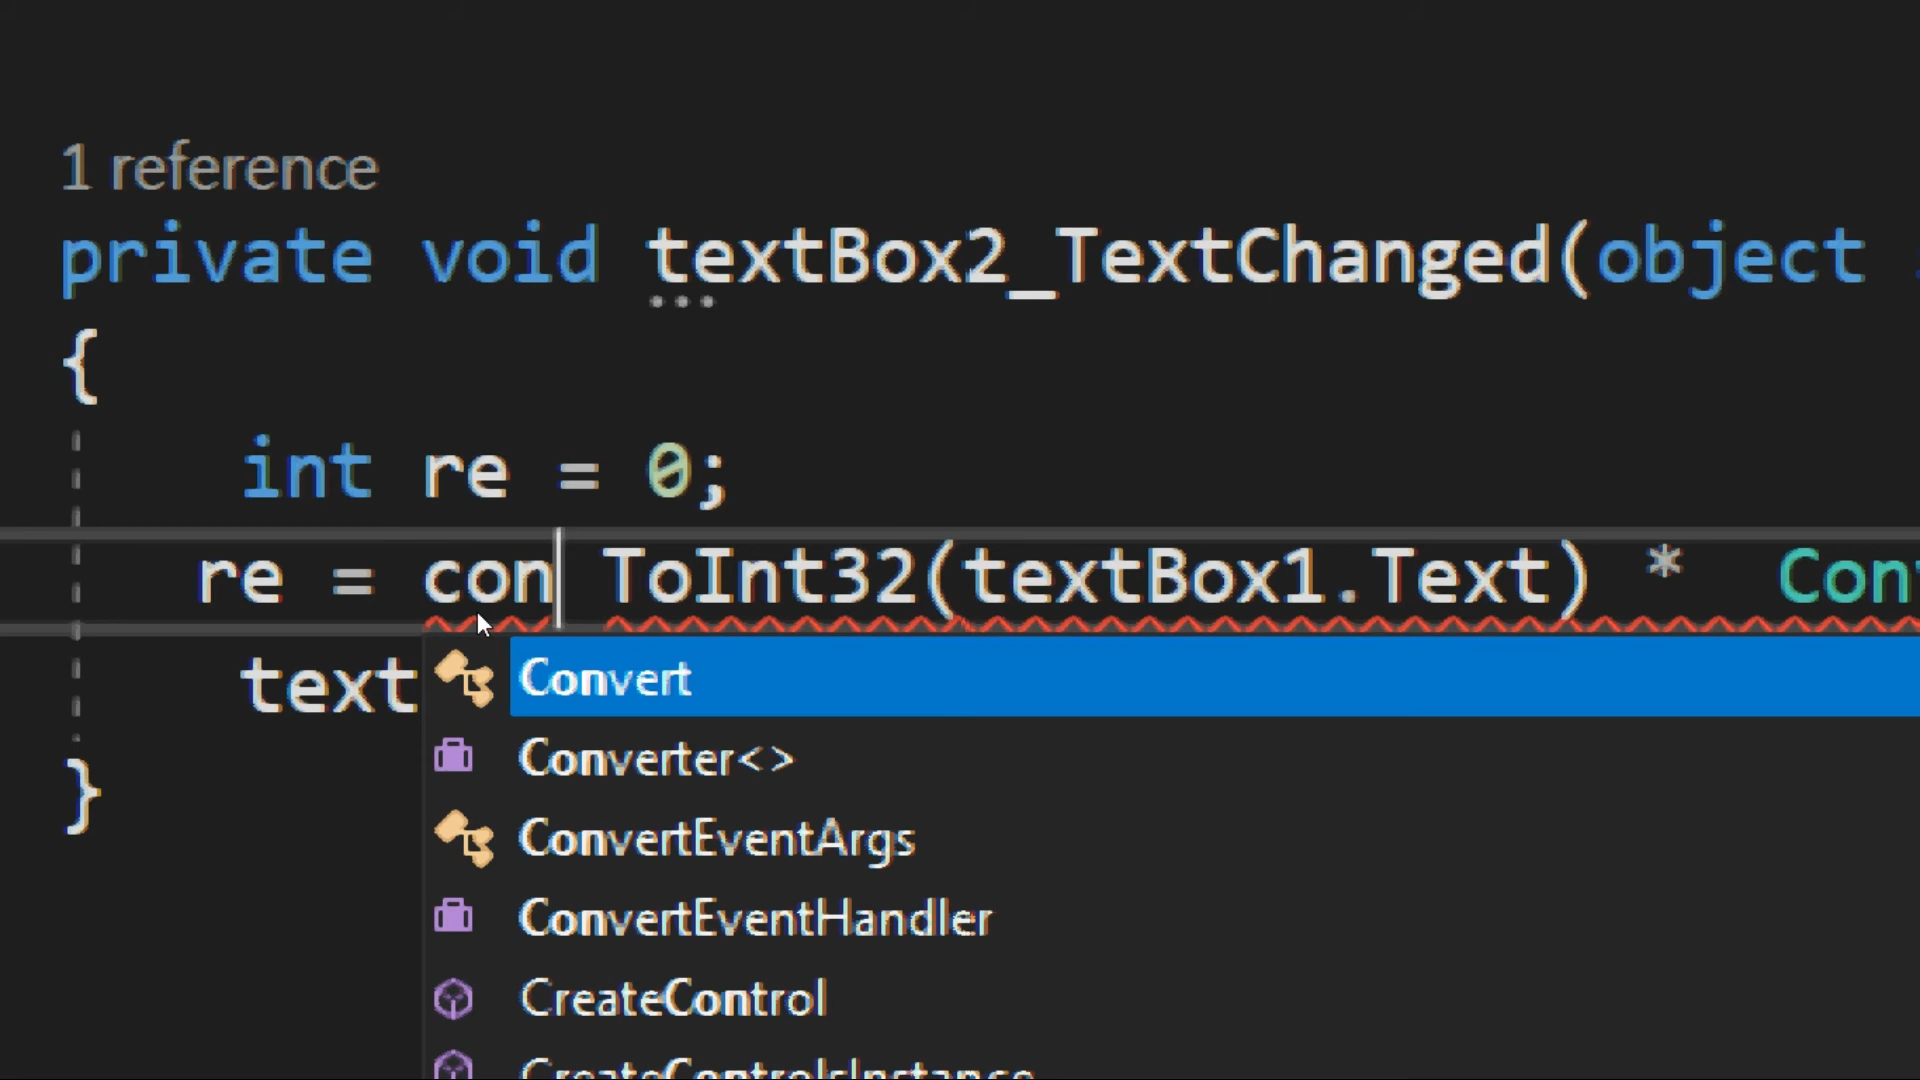 1 reference
private void textBox2_TextChanged(object
{
int re = 0;
re = con ToInt32(textBox1.Text) * Con
text
Convert
Converter<>
}
ConvertEventArgs
ConvertEventHandler
CreateControl
CreateControlsInstance